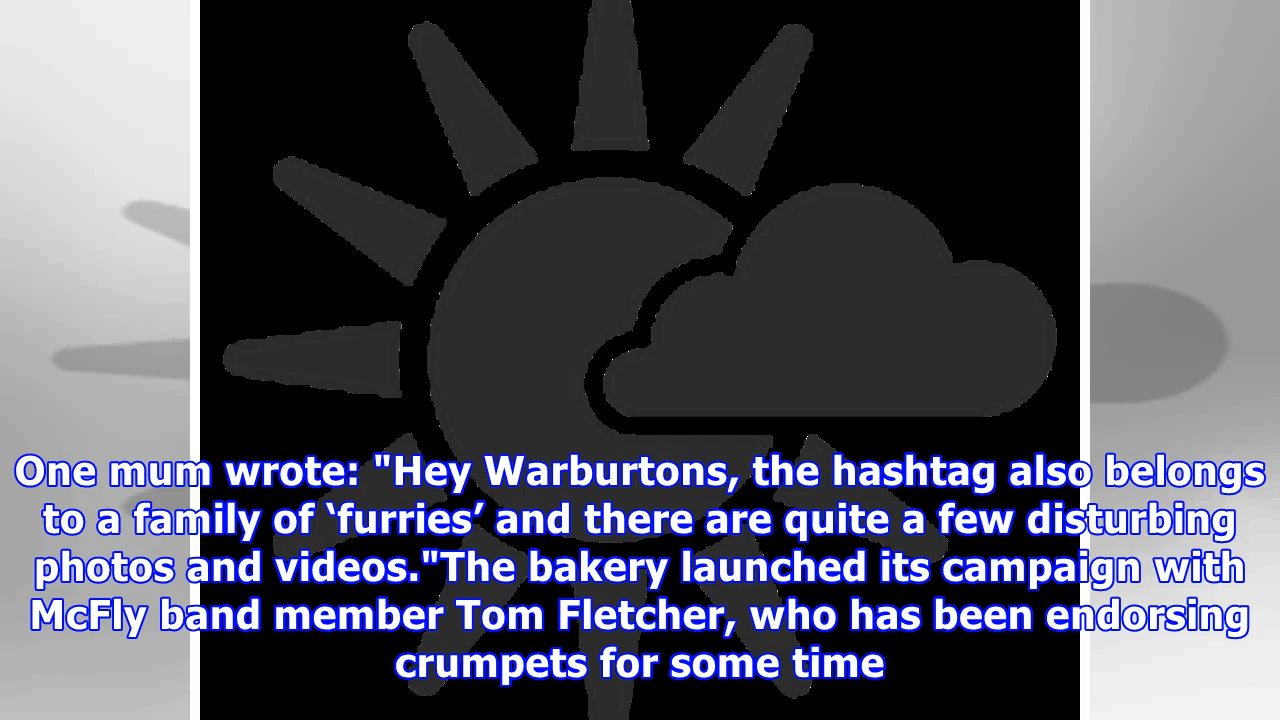 One mum wrote: "Hey Warburtons, the hashtag also belongs
to a family of ‘furries’ and there are quite a few disturbing
photos and videos."The bakery launched its campaign with
McFly band member Tom Fletcher, who has been endorsing
crumpets for some time